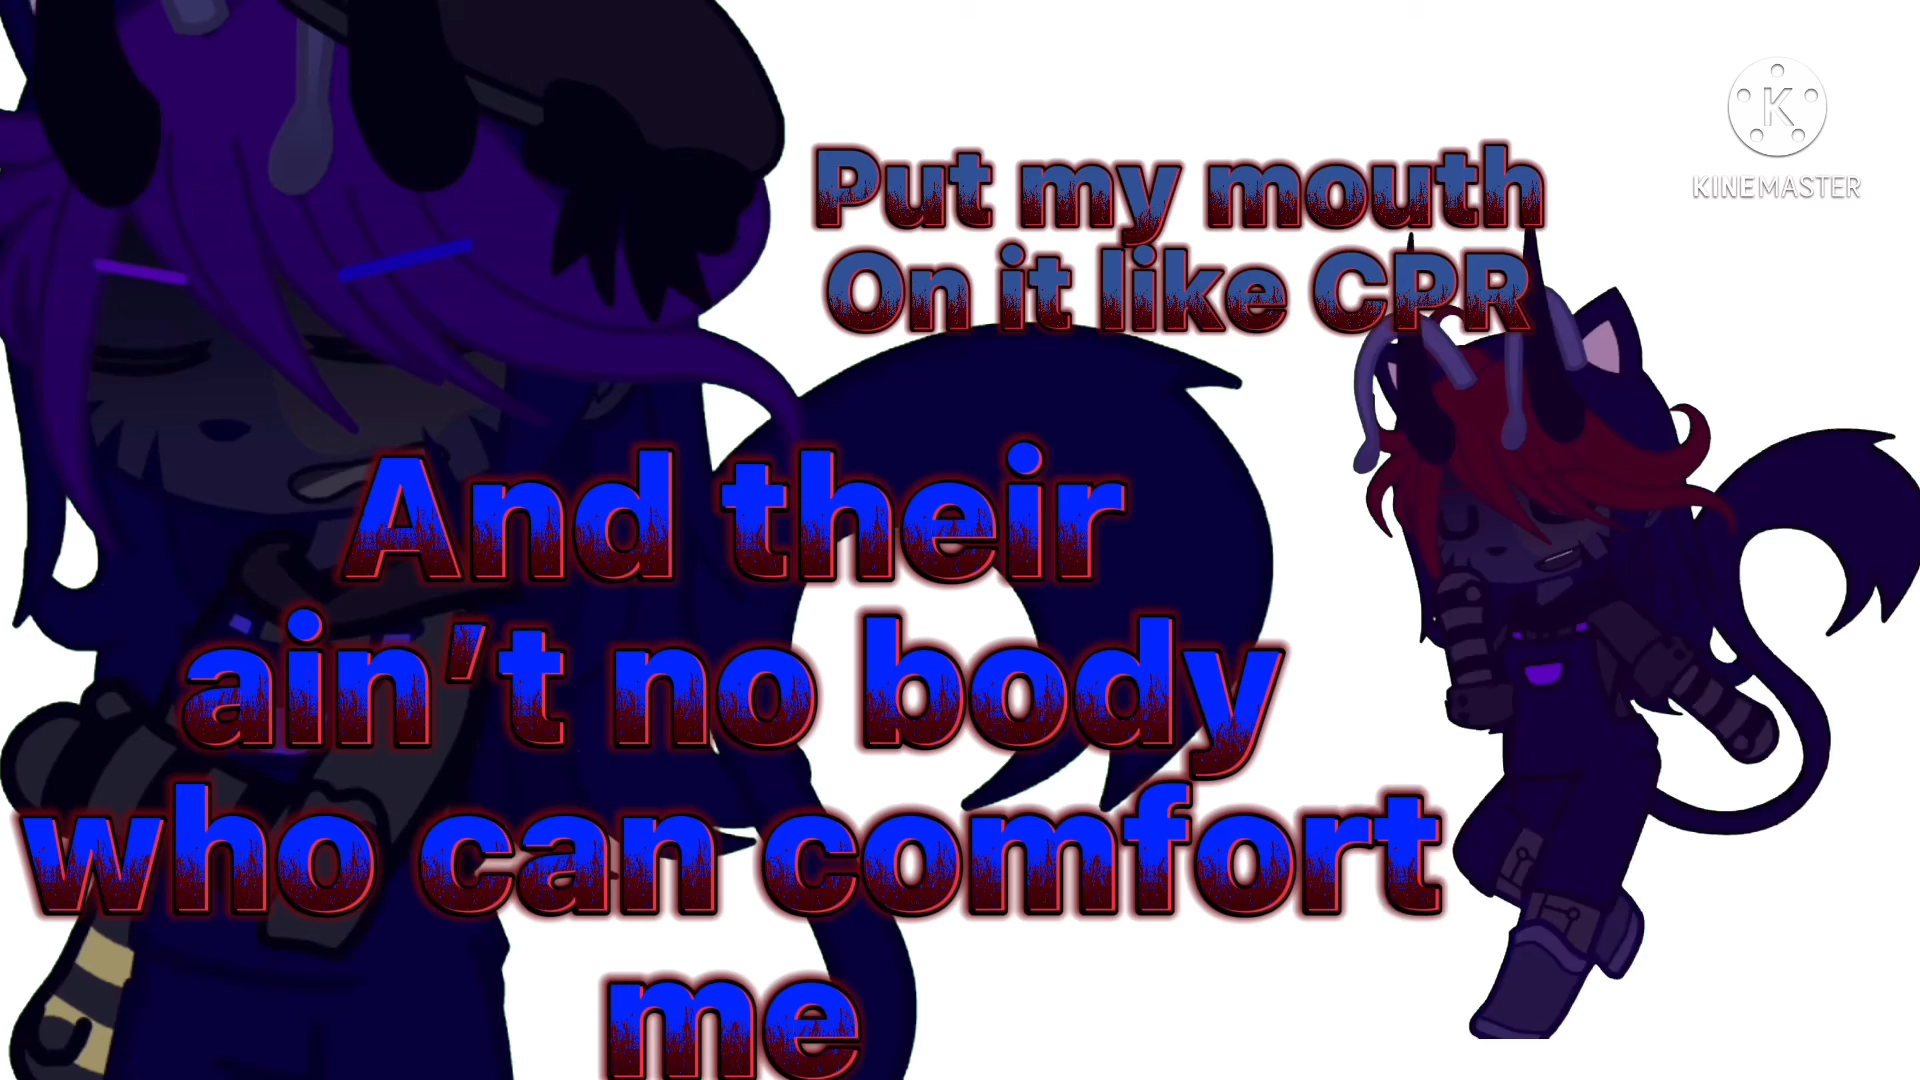 Put my mouth
On it like CPR
KINEMASTER
And their
ain't no body
who can comfort
me